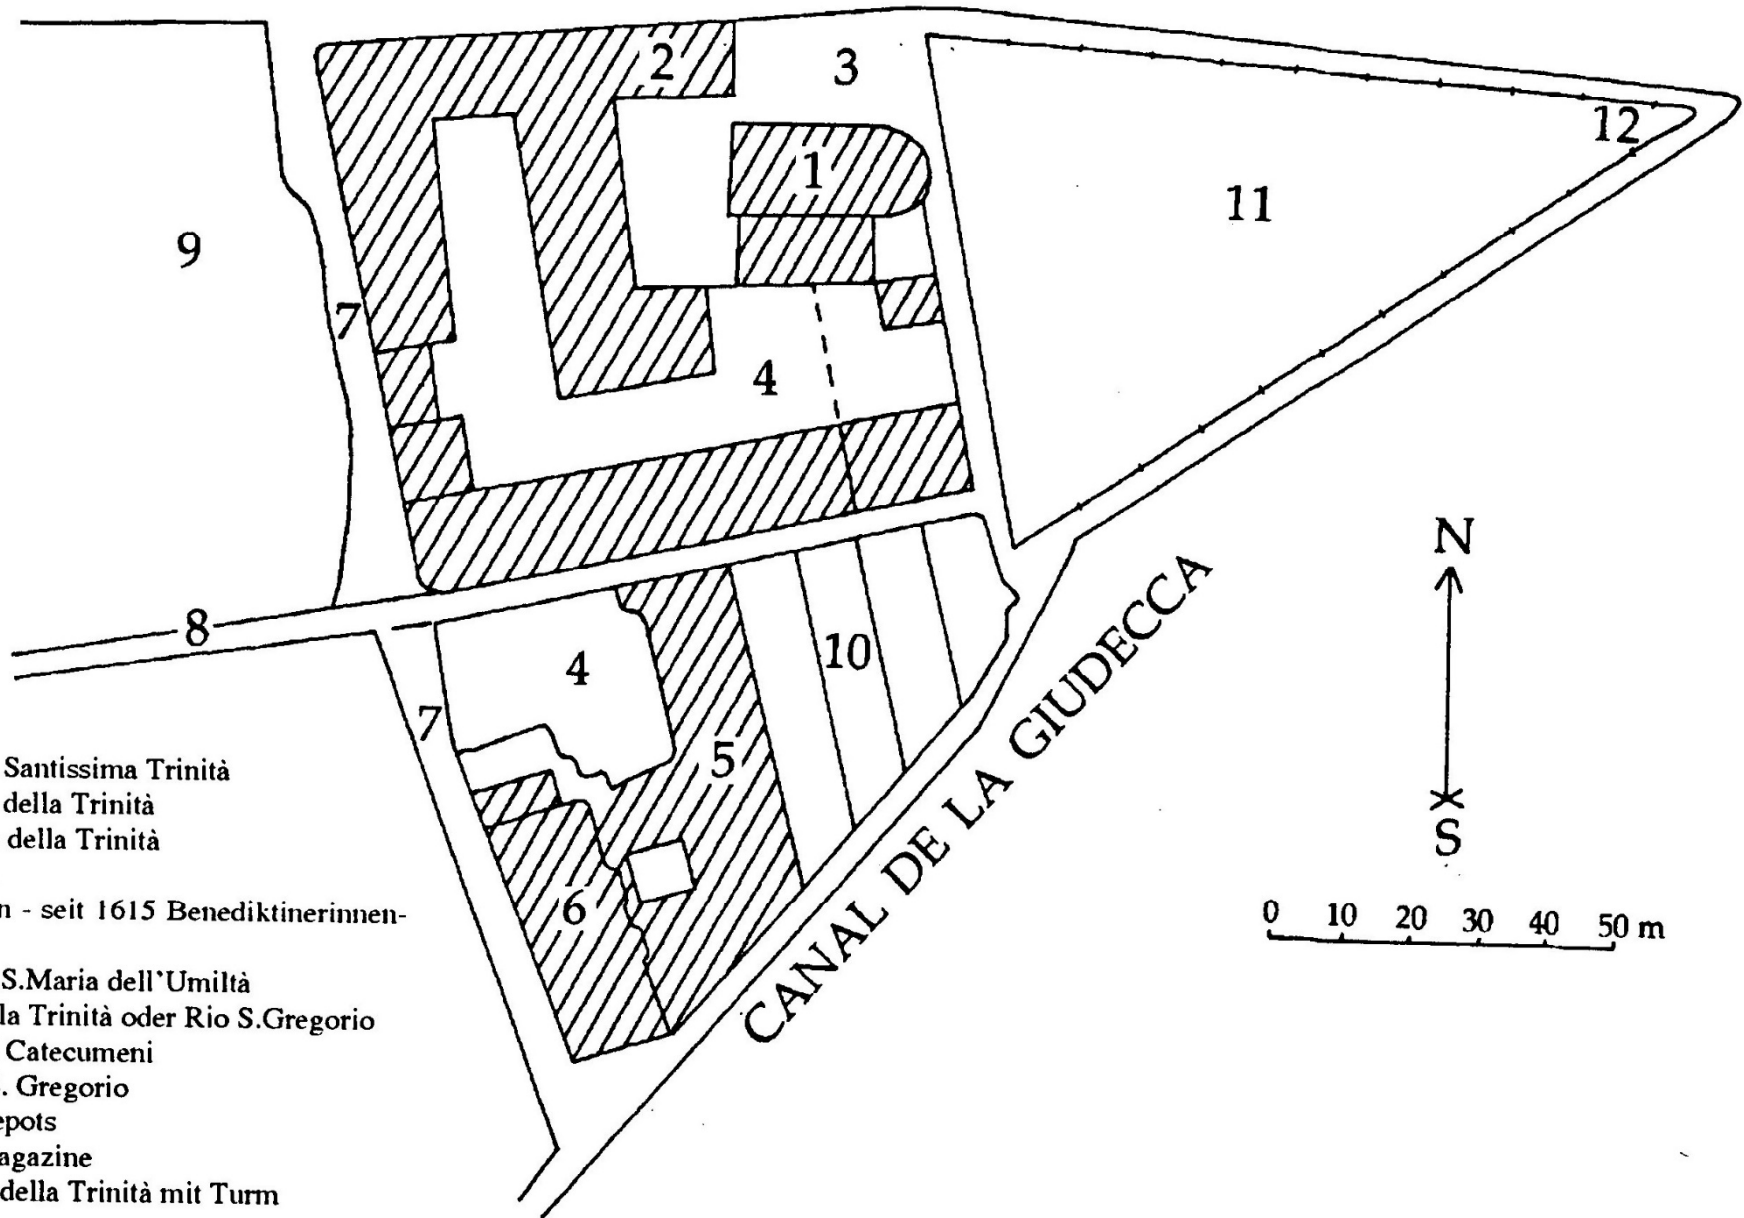 2
3
1
12
11
9
7
4
8
10
4
7
5
6
CANAL DE LA GIUDECCA
N
S
0 10 20 30 40 50 m
Santissima Trinità
della Trinità
della Trinità
- seit 1615 Benediktinerinnen-
S.Maria dell'Umiltà
la Trinità oder Rio S.Gregorio
Catecumeni
. Gregorio
della Trinità mit Turm